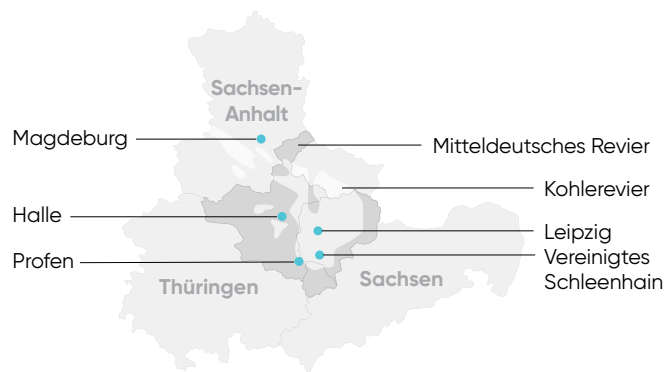 Sachsen-
Anhalt
Magdeburg
Mitteldeutsches Revier
Kohlerevier
Halle
Leipzig
Profen
Vereinigtes
Schleenhain
Thüringen
Sachsen